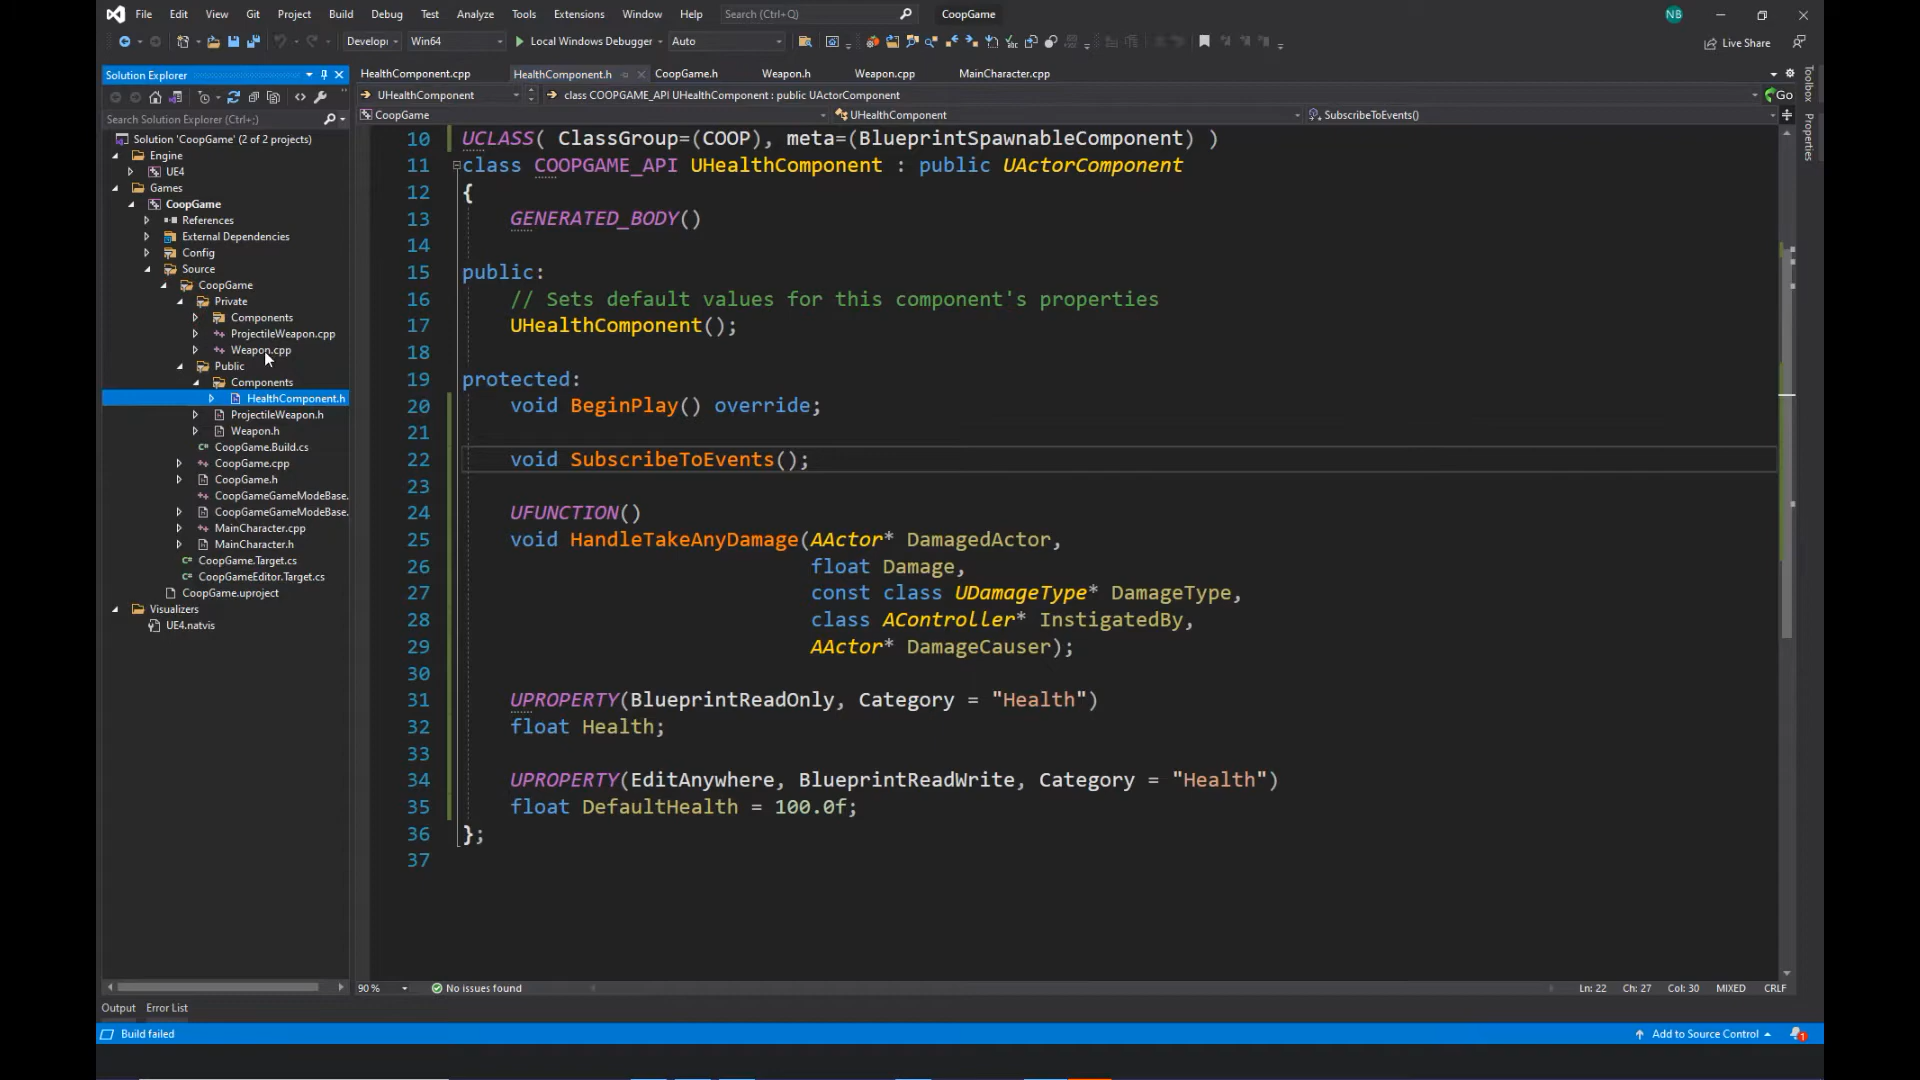 File Edit View Git Project Build Debug Test Analyze Tools Extensions Window Help Search (Ctrl+Q) CoopGame NB
Develop Win64 Local Windows Debugger Auto Live Share
Solution Explorer
Search Solution Explorer (Ctrl+;)
Solution 'CoopGame' (2 of 2 projects)
Engine
UE4
Games
CoopGame
References
External Dependencies
Config
Source
CoopGame
Private
Components
ProjectileWeapon.cpp
Weapon.cpp
Public
Components
HealthComponent.h
ProjectileWeapon.h
Weapon.h
CoopGame.Build.cs
CoopGame.cpp
CoopGame.h
CoopGameGameModeBase.
CoopGameGameModeBase.
MainCharacter.cpp
MainCharacter.h
CoopGame.Target.cs
CoopGameEditor.Target.cs
CoopGame.uproject
Visualizers
UE4.natvis
HealthComponent.cpp HealthComponent.h CoopGame.h Weapon.h Weapon.cpp MainCharacter.cpp
UHealthComponent class COOPGAME_API UHealthComponent : public UActorComponent Go
CoopGame UHealthComponent SubscribeToEvents()
10 UCLASS( ClassGroup=(COOP), meta=(BlueprintSpawnableComponent) )
11 class COOPGAME_API UHealthComponent : public UActorComponent
12 {
13 GENERATED_BODY()
14
15 public:
16 // Sets default values for this component's properties
17 UHealthComponent();
18
19 protected:
20 void BeginPlay() override;
21
22 void SubscribeToEvents();
23
24 UFUNCTION()
25 void HandleTakeAnyDamage(AActor* DamagedActor,
26 float Damage,
27 const class UDamageType* DamageType,
28 class AController* InstigatedBy,
29 AActor* DamageCauser);
30
31 UPROPERTY(BlueprintReadOnly, Category = "Health")
32 float Health;
33
34 UPROPERTY(EditAnywhere, BlueprintReadWrite, Category = "Health")
35 float DefaultHealth = 100.0f;
36 };
37
90 % No issues found Ln: 22 Ch: 27 Col: 30 MIXED CRLF
Toolbox
Properties
Output Error List
Build failed Add to Source Control 1